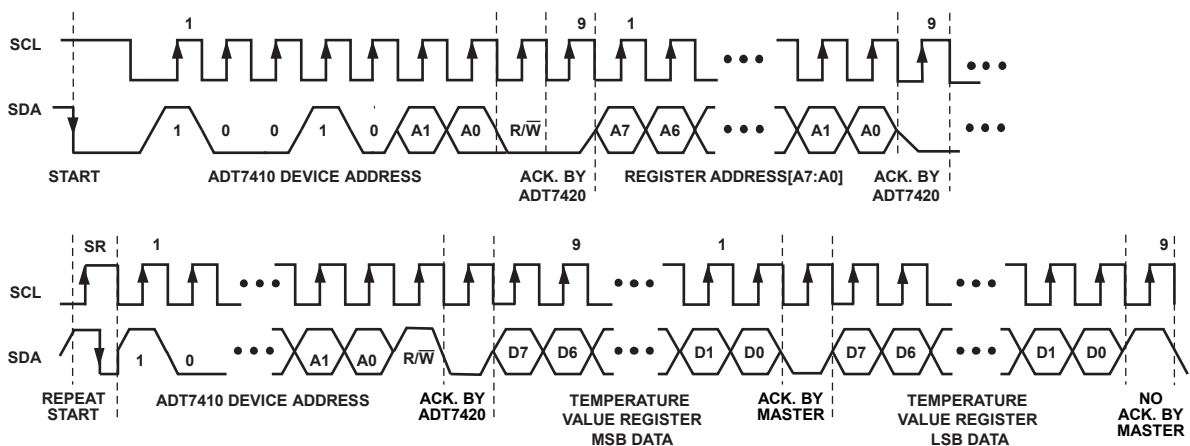 1 9 1 9
SCL
SDA
1 0 0 1 0 A1 A0 R/W̅ A7 A6 A1 A0
START ADT7410 DEVICE ADDRESS ACK. BY REGISTER ADDRESS[A7:A0] ACK. BY
ADT7420 ADT7420
SR 1 9 1 9
SCL
SDA
1 0 A1 A0 R/W̅ D7 D6 D1 D0 D7 D6 D1 D0
REPEAT ADT7410 DEVICE ADDRESS ACK. BY TEMPERATURE ACK. BY TEMPERATURE NO
START ADT7420 VALUE REGISTER MASTER VALUE REGISTER ACK. BY
MSB DATA LSB DATA MASTER